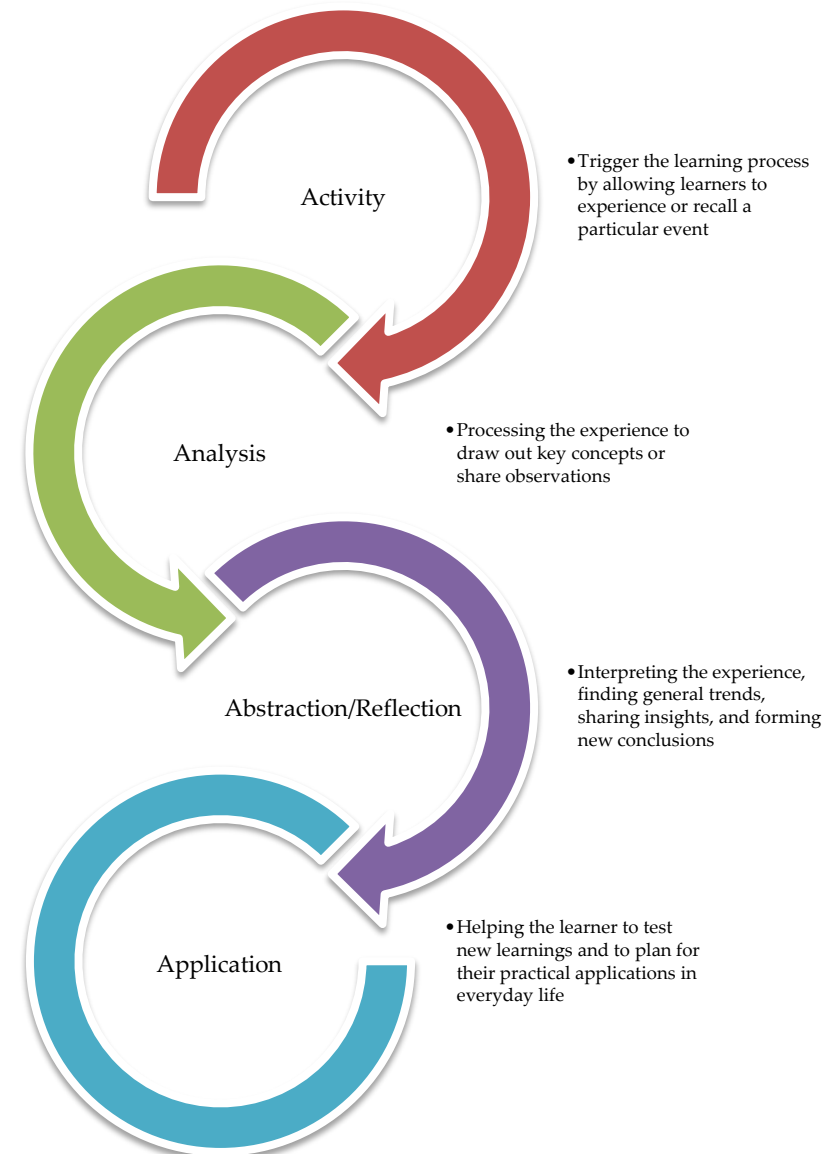 Activity
•Trigger the learning process
by allowing learners to
experience or recall a
particular event
Analysis
•Processing the experience to
draw out key concepts or
share observations
Abstraction/Reflection
•Interpreting the experience,
finding general trends,
sharing insights, and forming
new conclusions
Application
•Helping the learner to test
new learnings and to plan for
their practical applications in
everyday life